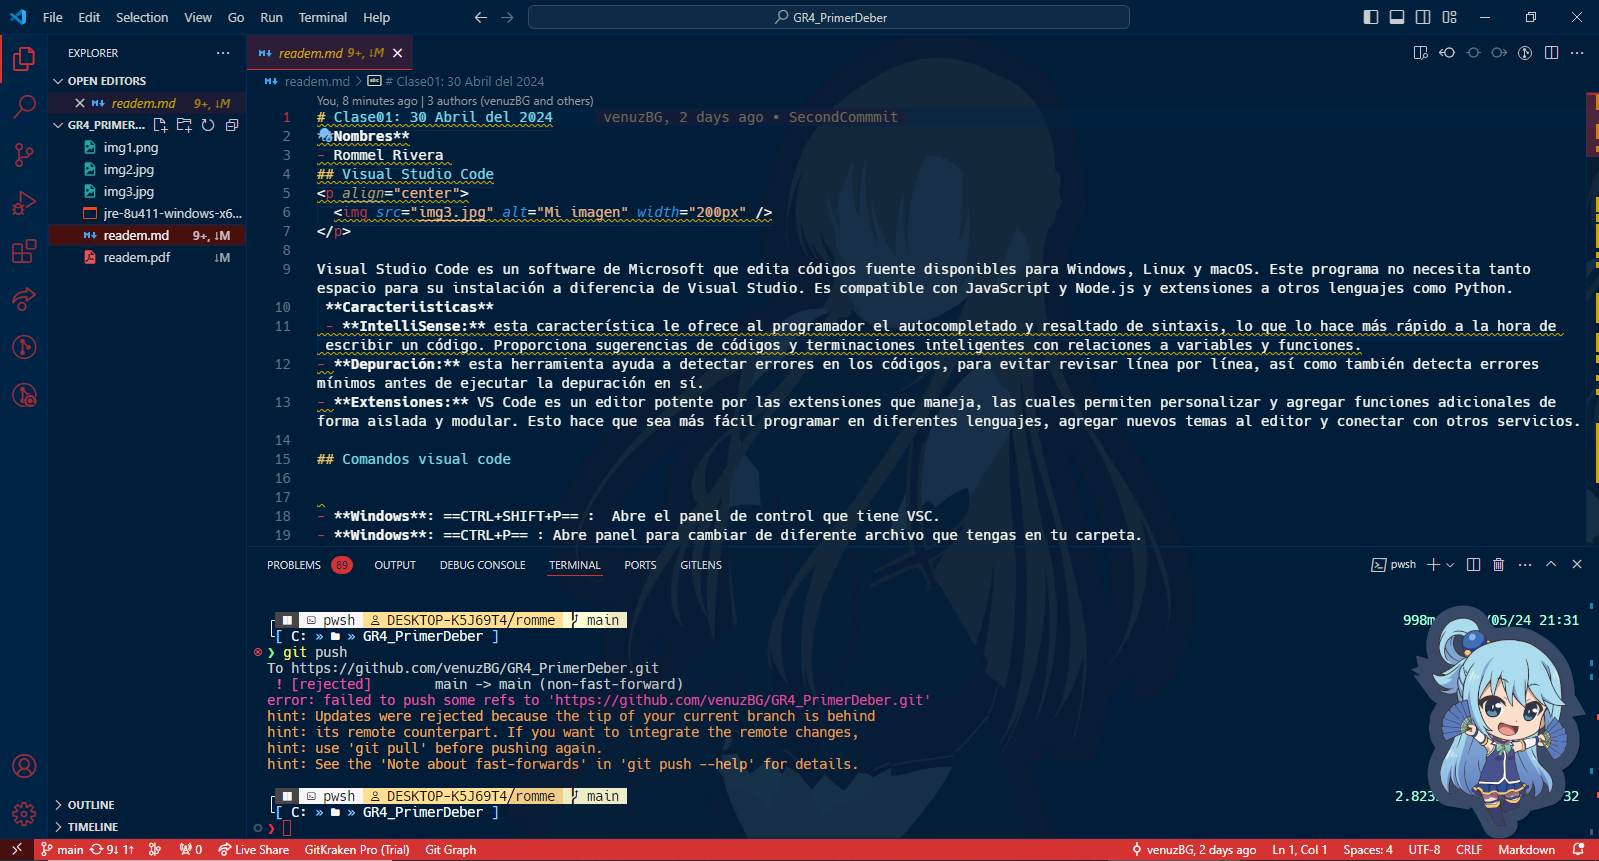 File Edit Selection View Go Run Terminal Help
GR4_PrimerDeber
EXPLORER
OPEN EDITORS
readem.md 9+, ↓M
GR4_PRIMER...
img1.png
img2.jpg
img3.jpg
jre-8u411-windows-x6...
readem.md 9+, ↓M
readem.pdf ↓M
OUTLINE
TIMELINE
readem.md 9+, ↓M
readem.md > # Clase01: 30 Abril del 2024
You, 8 minutes ago | 3 authors (venuzBG and others)
1 # Clase01: 30 Abril del 2024 venuzBG, 2 days ago • SecondCommmit
2 **Nombres**
3 - Rommel Rivera
4 ## Visual Studio Code
5 <p align="center">
6 <img src="img3.jpg" alt="Mi imagen" width="200px" />
7 </p>
8
9 Visual Studio Code es un software de Microsoft que edita códigos fuente disponibles para Windows, Linux y macOS. Este programa no necesita tanto
espacio para su instalación a diferencia de Visual Studio. Es compatible con JavaScript y Node.js y extensiones a otros lenguajes como Python.
10 **Caracteriisticas**
11 - **IntelliSense:** esta característica le ofrece al programador el autocompletado y resaltado de sintaxis, lo que lo hace más rápido a la hora de
escribir un código. Proporciona sugerencias de códigos y terminaciones inteligentes con relaciones a variables y funciones.
12 - **Depuración:** esta herramienta ayuda a detectar errores en los códigos, para evitar revisar línea por línea, así como también detecta errores
mínimos antes de ejecutar la depuración en sí.
13 - **Extensiones:** VS Code es un editor potente por las extensiones que maneja, las cuales permiten personalizar y agregar funciones adicionales de
forma aislada y modular. Esto hace que sea más fácil programar en diferentes lenguajes, agregar nuevos temas al editor y conectar con otros servicios.
14
15 ## Comandos visual code
16
17
18 - **Windows**: ==CTRL+SHIFT+P== :  Abre el panel de control que tiene VSC.
19 - **Windows**: ==CTRL+P== : Abre panel para cambiar de diferente archivo que tengas en tu carpeta.
PROBLEMS 89 OUTPUT DEBUG CONSOLE TERMINAL PORTS GITLENS
pwsh
pwsh DESKTOP-K5J69T4/romme main 998m /05/24 21:31
[ C: » » GR4_PrimerDeber ]
❯ git push
To https://github.com/venuzBG/GR4_PrimerDeber.git
! [rejected] main -> main (non-fast-forward)
error: failed to push some refs to 'https://github.com/venuzBG/GR4_PrimerDeber.git'
hint: Updates were rejected because the tip of your current branch is behind
hint: its remote counterpart. If you want to integrate the remote changes,
hint: use 'git pull' before pushing again.
hint: See the 'Note about fast-forwards' in 'git push --help' for details.
pwsh DESKTOP-K5J69T4/romme main 2.823 32
[ C: » » GR4_PrimerDeber ]
❯
main 9↓ 1↑ 0 Live Share GitKraken Pro (Trial) Git Graph venuzBG, 2 days ago Ln 1, Col 1 Spaces: 4 UTF-8 CRLF Markdown